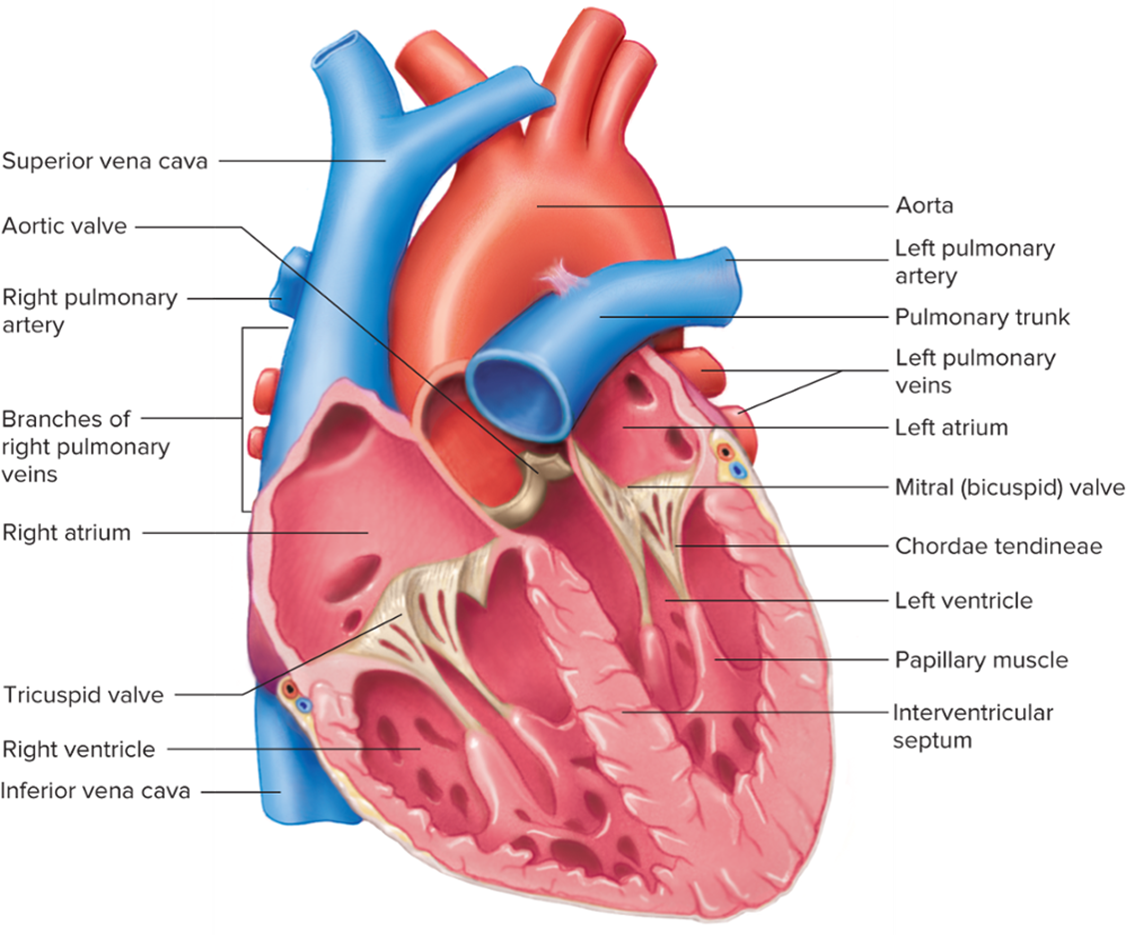 Superior vena cava
Aortic valve
Right pulmonary
artery
Branches of
right pulmonary
veins
Right atrium
Tricuspid valve
Right ventricle
Inferior vena cava
Aorta
Left pulmonary
artery
Pulmonary trunk
Left pulmonary
veins
Left atrium
Mitral (bicuspid) valve
Chordae tendineae
Left ventricle
Papillary muscle
Interventricular
septum